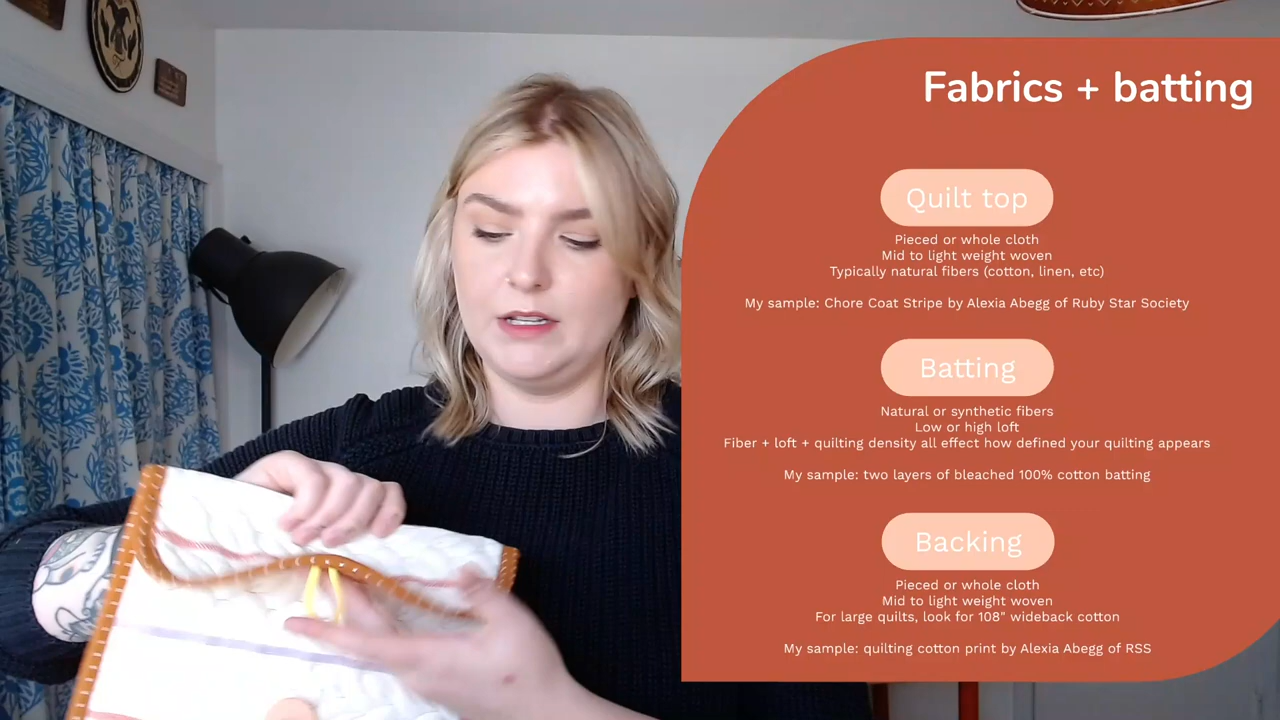 Fabrics + batting
Quilt top
Pieced or whole cloth
Mid to light weight woven
Typically natural fibers (cotton, linen, etc)
My sample: Chore Coat Stripe by Alexia Abegg of Ruby Star Society
Batting
Natural or synthetic fibers
Low or high loft
Fiber + loft + quilting density all effect how defined your quilting appears
My sample: two layers of bleached 100% cotton batting
Backing
Pieced or whole cloth
Mid to light weight woven
For large quilts, look for 108" wideback cotton
My sample: quilting cotton print by Alexia Abegg of RSS